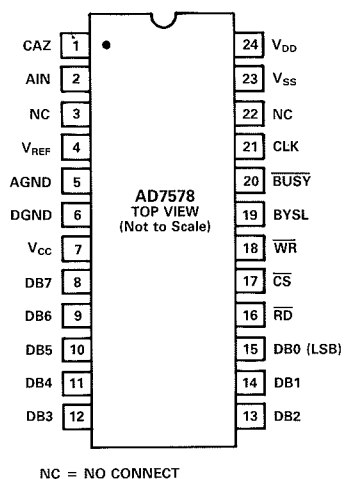 CAZ 1
AIN 2
NC 3
VREF 4
AGND 5
DGND 6
VCC 7
DB7 8
DB6 9
DB5 10
DB4 11
DB3 12
AD7578
TOP VIEW
(Not to Scale)
24 VDD
23 VSS
22 NC
21 CLK
20 BUSY
19 BYSL
18 WR
17 CS
16 RD
15 DB0 (LSB)
14 DB1
13 DB2
NC = NO CONNECT